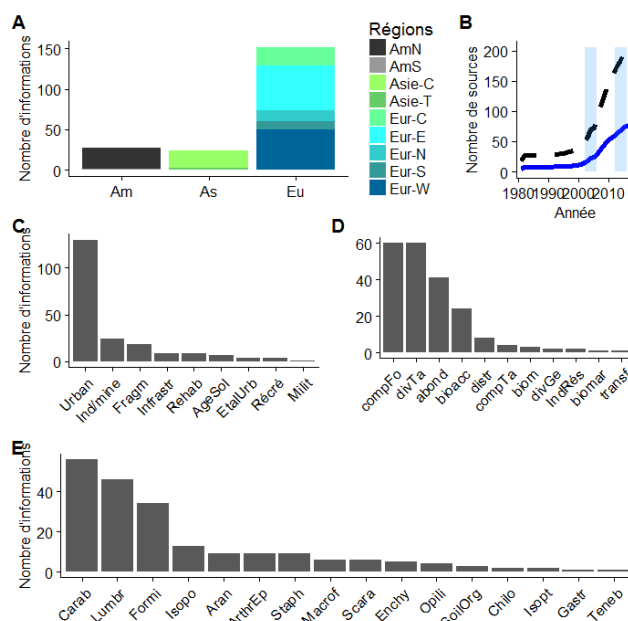 A
Nombre d'informations
150
100
50
0
Am
As
Eu
Régions
AmN
AmS
Asie-C
Asie-T
Eur-C
Eur-E
Eur-N
Eur-S
Eur-W
B
Nombre de sources
200
150
100
50
0
1980
1990
2000
2010
Année
C
Nombre d'informations
100
50
0
Urban
Ind/mine
Fragm
Infrastr
Rehab
AgeSol
EtalUrb
Récré
Milit
D
60
40
20
0
compFo
divTa
abond
bioacc
distr
compTa
biom
divGe
IndRés
biomar
transf
E
Nombre d'informations
40
20
0
Carab
Lumbr
Formi
Isopo
Aran
ArthrEp
Staph
Macrof
Scara
Enchy
Opili
SoilOrg
Chilo
Isopt
Gastr
Teneb